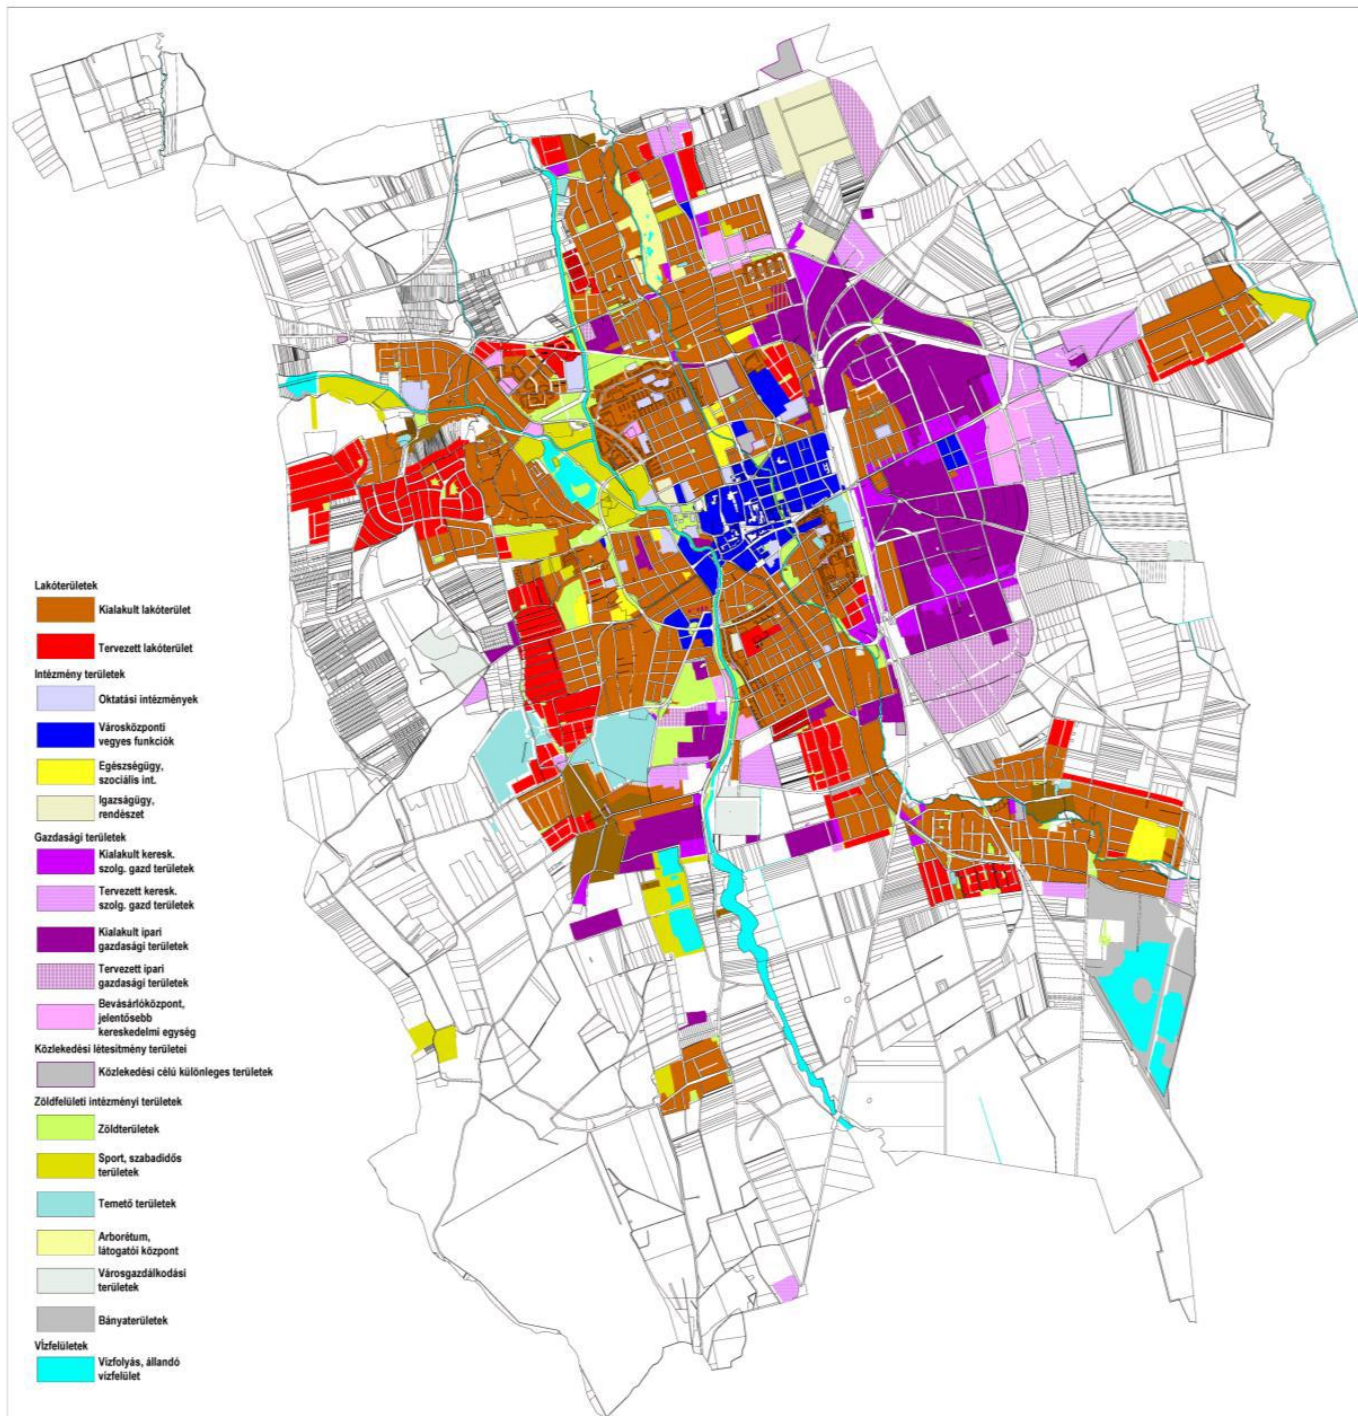 Lakóterületek
Kialakult lakóterület
Tervezett lakóterület
Intézmény területek
Oktatási intézmények
Városközponti
vegyes funkciók
Egészségügy,
szociális int.
Igazságügy,
rendészet
Gazdasági területek
Kialakult keresk.
szolg. gazd területek
Tervezett keresk.
szolg. gazd területek
Kialakult ipari
gazdasági területek
Tervezett ipari
gazdasági területek
Bevásárlóközpont,
jelentősebb
kereskedelmi egység
Közlekedési létesítmény területei
Közlekedési célú különleges területek
Zöldfelületi intézményi területek
Zöldterületek
Sport, szabadidős
területek
Temető területek
Arborétum,
látogatói központ
Városgazdálkodási
területek
Bányaterületek
Vízfelületek
Vízfolyás, állandó
vízfelület